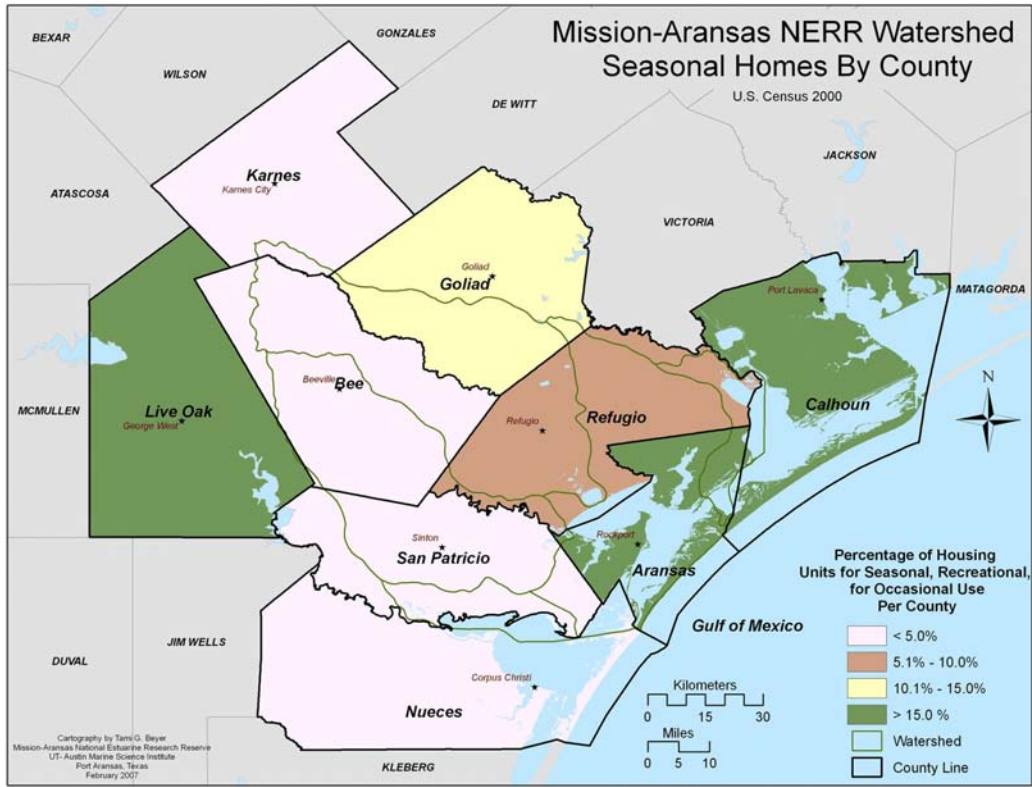 Mission-Aransas NERR Watershed
Seasonal Homes By County
U.S. Census 2000
BEXAR
GONZALES
WILSON
DE WITT
JACKSON
ATASCOSA
VICTORIA
MATAGORDA
MCMULLEN
DUVAL
JIM WELLS
KLEBERG
Karnes
Karnes City
Goliad
Goliad
Port Lavaca
Calhoun
Beeville
Bee
Live Oak
George West
Refugio
Refugio
Sinton
San Patricio
Rockport
Aransas
Corpus Christi
Nueces
Gulf of Mexico
N
Percentage of Housing
Units for Seasonal, Recreational,
for Occasional Use
Per County
< 5.0%
5.1% - 10.0%
10.1% - 15.0%
> 15.0 %
Watershed
County Line
Kilometers
0 15 30
Miles
0 5 10
Cartography by Tami G. Beyer
Mission-Aransas National Estuarine Research Reserve
UT- Austin Marine Science Institute
Port Aransas, Texas
February 2007